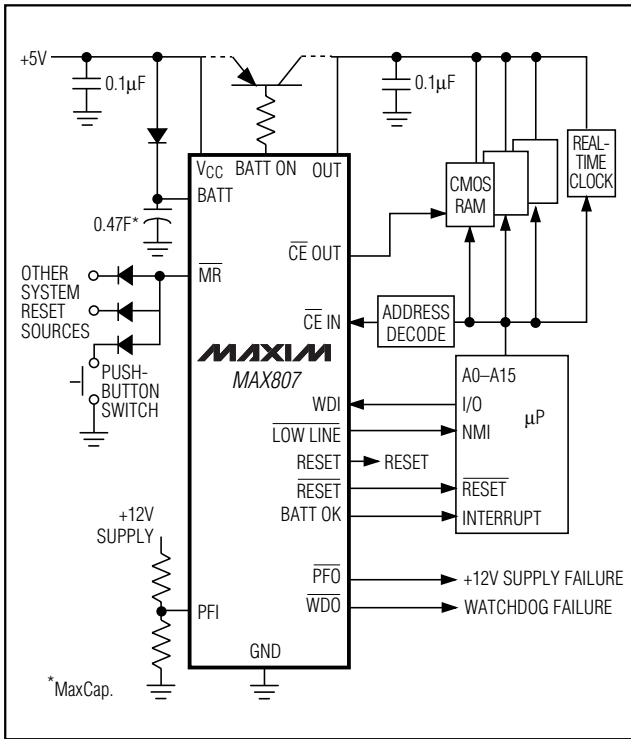 +5V
0.1µF
0.1µF
VCC
BATT ON
OUT
BATT
0.47F*
CMOS
RAM
REAL-
TIME
CLOCK
CE OUT
OTHER
SYSTEM
RESET
SOURCES
MR
CE IN
ADDRESS
DECODE
MAXIM
MAX807
PUSH-
BUTTON
SWITCH
A0–A15
WDI
I/O
µP
LOW LINE
NMI
RESET
RESET
RESET
RESET
BATT OK
INTERRUPT
+12V
SUPPLY
PFO
+12V SUPPLY FAILURE
PFI
WDO
WATCHDOG FAILURE
GND
*MaxCap.